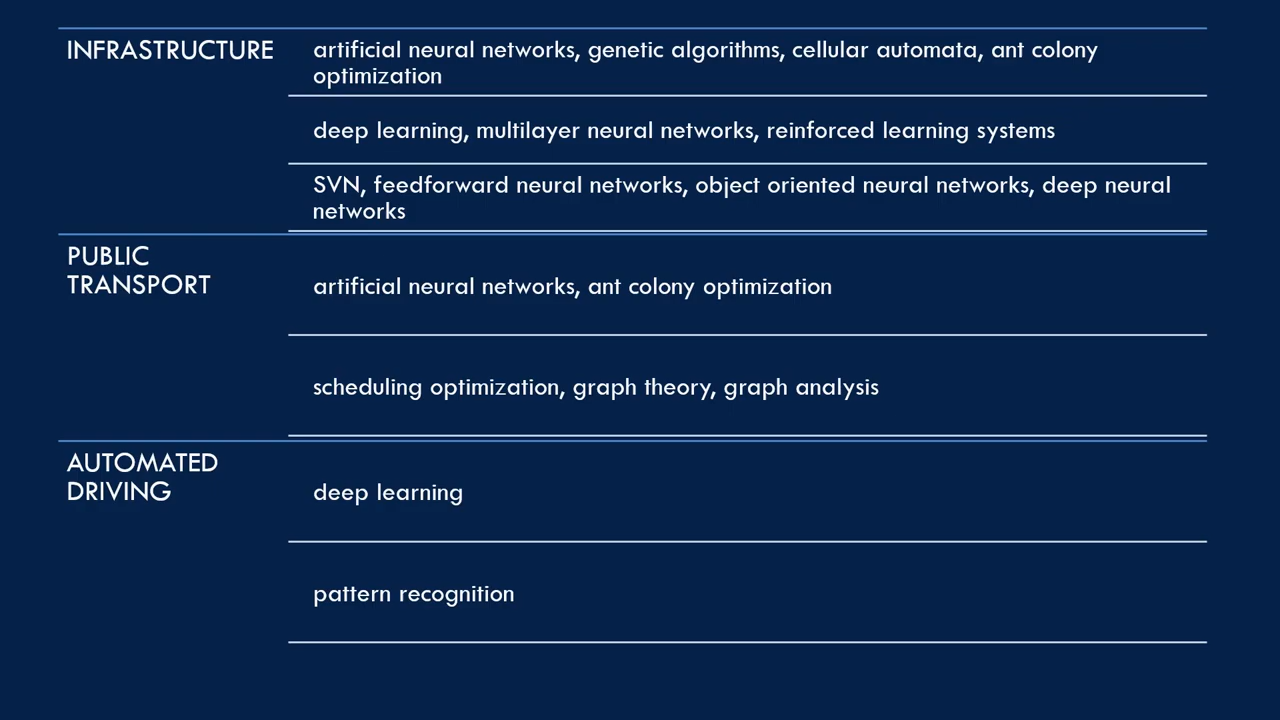 INFRASTRUCTURE
artificial neural networks, genetic algorithms, cellular automata, ant colony
optimization
deep learning, multilayer neural networks, reinforced learning systems
SVN, feedforward neural networks, object oriented neural networks, deep neural
networks
PUBLIC
TRANSPORT
artificial neural networks, ant colony optimization
scheduling optimization, graph theory, graph analysis
AUTOMATED
DRIVING
deep learning
pattern recognition